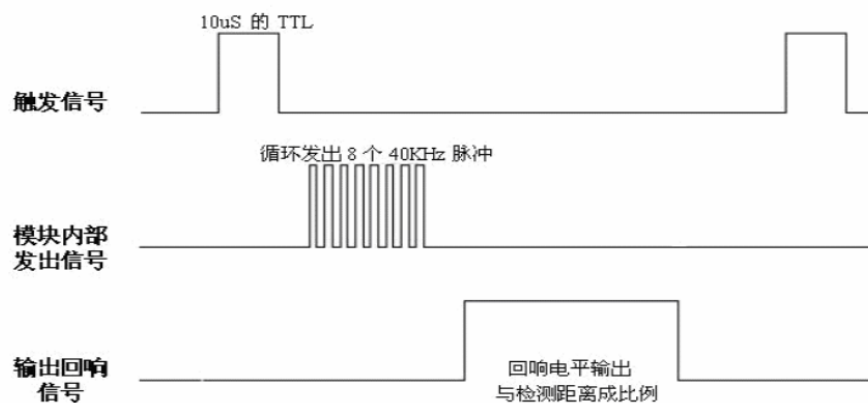 10uS 的 TTL
触发信号
循环发出 8 个 40KHz 脉冲
模块内部
发出信号
输出回响
信号
回响电平输出
与检测距离成比例